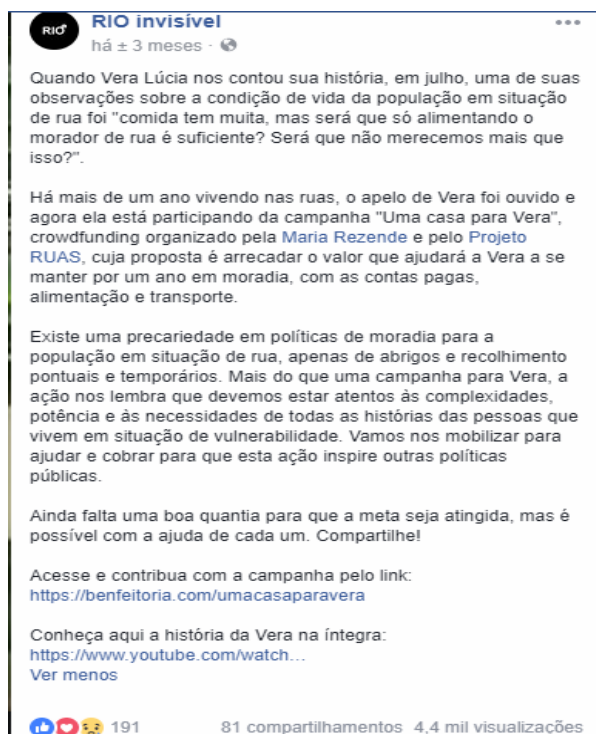 RIO
RIO invisível
há ± 3 meses ·
Quando Vera Lúcia nos contou sua história, em julho, uma de suas
observações sobre a condição de vida da população em situação
de rua foi "comida tem muita, mas será que só alimentando o
morador de rua é suficiente? Será que não merecemos mais que
isso?".
Há mais de um ano vivendo nas ruas, o apelo de Vera foi ouvido e
agora ela está participando da campanha "Uma casa para Vera",
crowdfunding organizado pela Maria Rezende e pelo Projeto
RUAS, cuja proposta é arrecadar o valor que ajudará a Vera a se
manter por um ano em moradia, com as contas pagas,
alimentação e transporte.
Existe uma precariedade em políticas de moradia para a
população em situação de rua, apenas de abrigos e recolhimento
pontuais e temporários. Mais do que uma campanha para Vera, a
ação nos lembra que devemos estar atentos às complexidades,
potência e às necessidades de todas as histórias das pessoas que
vivem em situação de vulnerabilidade. Vamos nos mobilizar para
ajudar e cobrar para que esta ação inspire outras políticas
públicas.
Ainda falta uma boa quantia para que a meta seja atingida, mas é
possível com a ajuda de cada um. Compartilhe!
Acesse e contribua com a campanha pelo link:
https://benfeitoria.com/umacasaparavera
Conheça aqui a história da Vera na íntegra:
https://www.youtube.com/watch...
Ver menos
191 81 compartilhamentos 4,4 mil visualizações